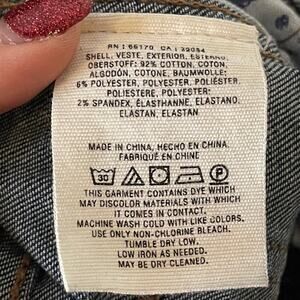 RN: 66170 CA: 39054
SHELL, VESTE, EXTERIOR, ESTERNO,
OBERSTOFF: 92% COTTON, COTON,
ALGODÓN, COTONE, BAUMWOLLE;
6% POLYESTER, POLYESTER, POLIÉSTER
POLIESTERE, POLYESTER;
2% SPANDEX, ÉLASTHANNE, ELASTANO
ELASTAN, ELASTAN
MADE IN CHINA, HECHO EN CHINA,
FABRIQUÉ EN CHINE
30
THIS GARMENT CONTAINS DYE WHICH
MAY DISCOLOR MATERIALS WITH WHICH
IT COMES IN CONTACT.
MACHINE WASH COLD WITH LIKE COLORS.
USE ONLY NON-CHLORINE BLEACH.
TUMBLE DRY LOW.
LOW IRON AS NEEDED.
MAY BE DRY CLEANED.